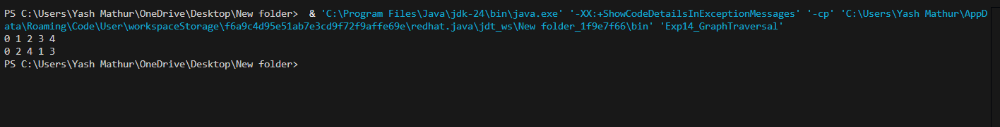 PS C:\Users\Yash Mathur\OneDrive\Desktop\New folder>  & 'C:\Program Files\Java\jdk-24\bin\java.exe' '-XX:+ShowCodeDetailsInExceptionMessages' '-cp' 'C:\Users\Yash Mathur\AppD
ata\Roaming\Code\User\workspaceStorage\f6a9c4d95e51ab7e3cd9f72f9affe69e\redhat.java\jdt_ws\New folder_1f9e7f66\bin' 'Exp14_GraphTraversal'
0 1 2 3 4
0 2 4 1 3
PS C:\Users\Yash Mathur\OneDrive\Desktop\New folder>